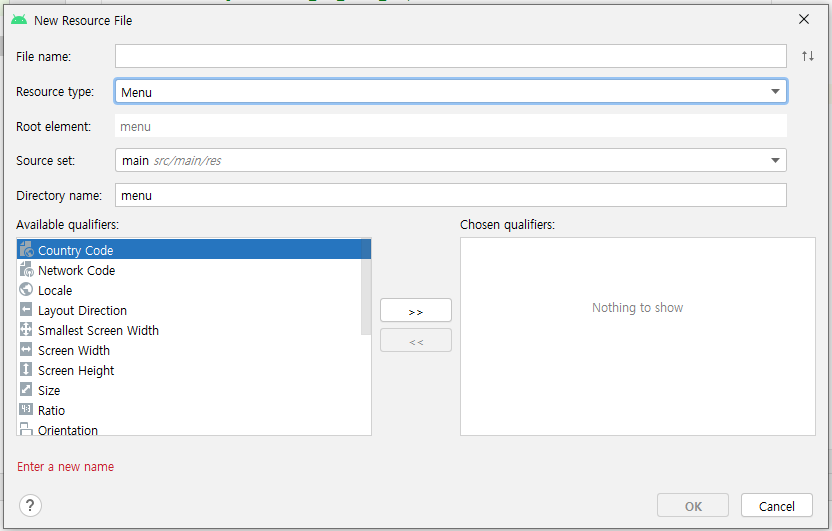 New Resource File
File name:
Resource type: Menu
Root element: menu
Source set: main src/main/res
Directory name: menu
Available qualifiers:
Country Code
Network Code
Locale
Layout Direction
Smallest Screen Width
Screen Width
Screen Height
Size
Ratio
Orientation
>>
<<
Chosen qualifiers:
Nothing to show
Enter a new name
?
OK
Cancel